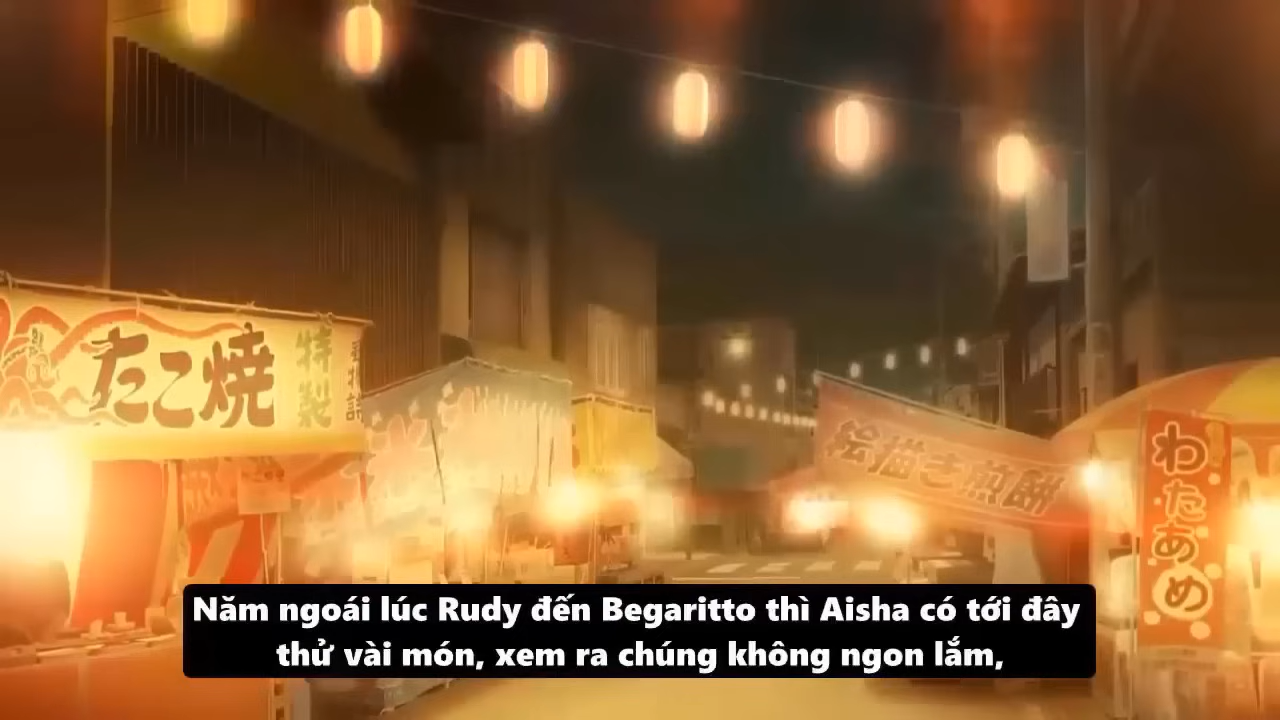 たこ焼
特製
絵描き煎餅
わたあめ
Năm ngoái lúc Rudy đến Begaritto thì Aisha có tới đây
thử vài món, xem ra chúng không ngon lắm,